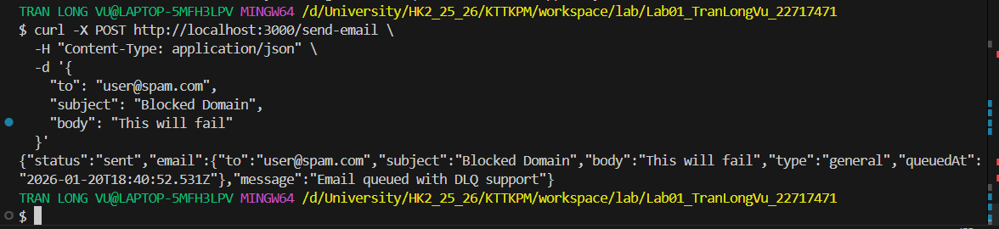 TRAN LONG VU@LAPTOP-5MFH3LPV MINGW64 /d/University/HK2_25_26/KTTKPM/workspace/lab/Lab01_TranLongVu_22717471
$ curl -X POST http://localhost:3000/send-email \
  -H "Content-Type: application/json" \
  -d '{
    "to": "user@spam.com",
    "subject": "Blocked Domain",
    "body": "This will fail"
  }'
{"status":"sent","email":{"to":"user@spam.com","subject":"Blocked Domain","body":"This will fail","type":"general","queuedAt":
"2026-01-20T18:40:52.531Z"},"message":"Email queued with DLQ support"}
TRAN LONG VU@LAPTOP-5MFH3LPV MINGW64 /d/University/HK2_25_26/KTTKPM/workspace/lab/Lab01_TranLongVu_22717471
$